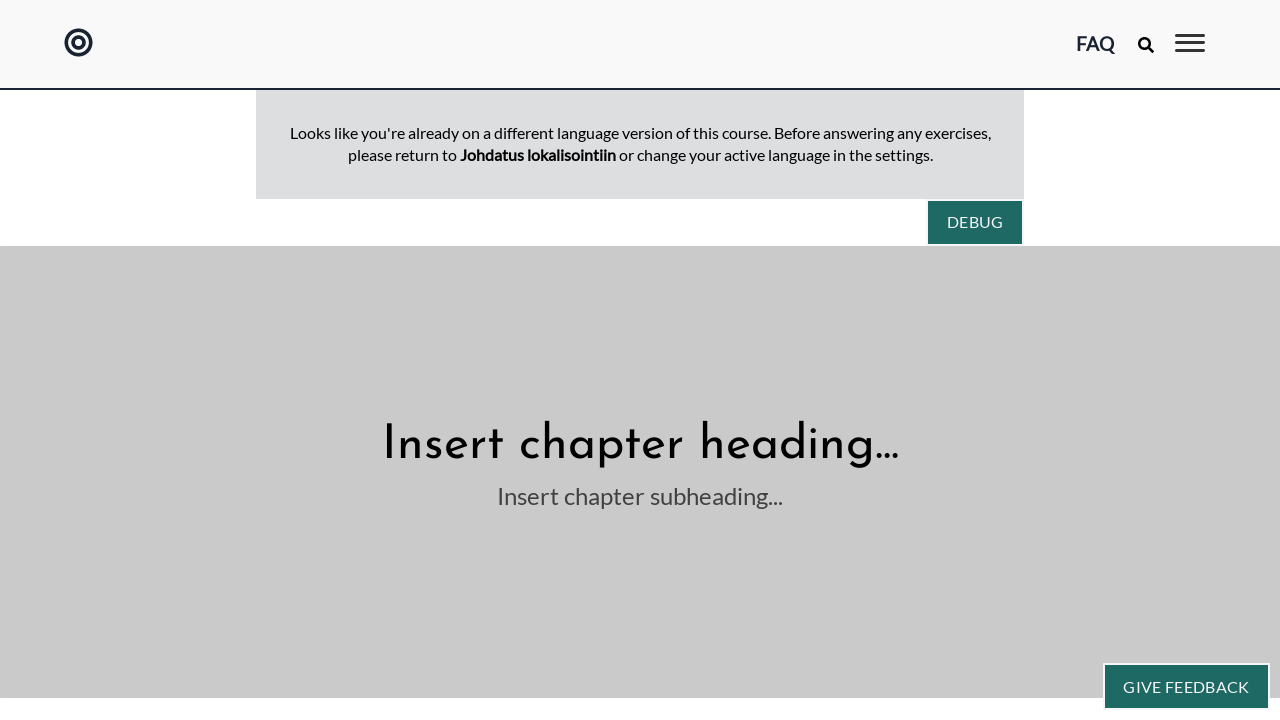 FAQ
Looks like you're already on a different language version of this course. Before answering any exercises,
please return to Johdatus lokalisointiin or change your active language in the settings.
DEBUG
Insert chapter heading...
Insert chapter subheading...
GIVE FEEDBACK